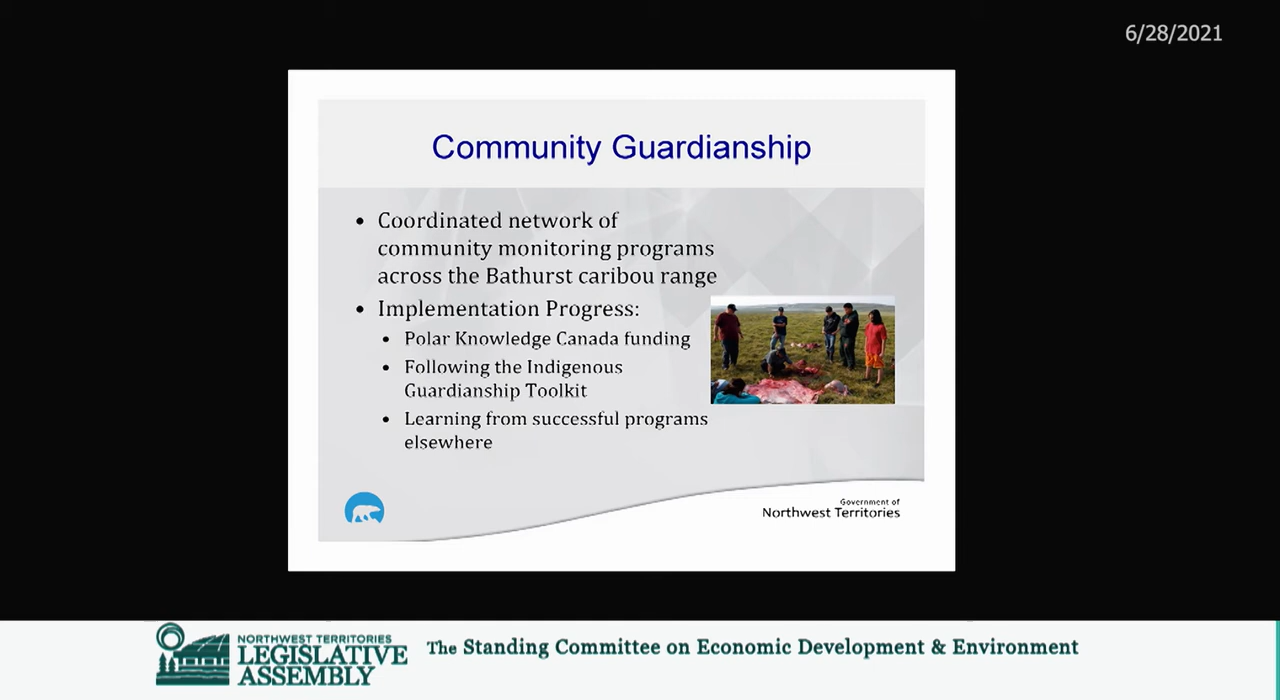 6/28/2021
Community Guardianship
• Coordinated network of
community monitoring programs
across the Bathurst caribou range
• Implementation Progress:
• Polar Knowledge Canada funding
• Following the Indigenous
Guardianship Toolkit
• Learning from successful programs
elsewhere
Government of
Northwest Territories
NORTHWEST TERRITORIES
LEGISLATIVE
ASSEMBLY
The Standing Committee on Economic Development & Environment